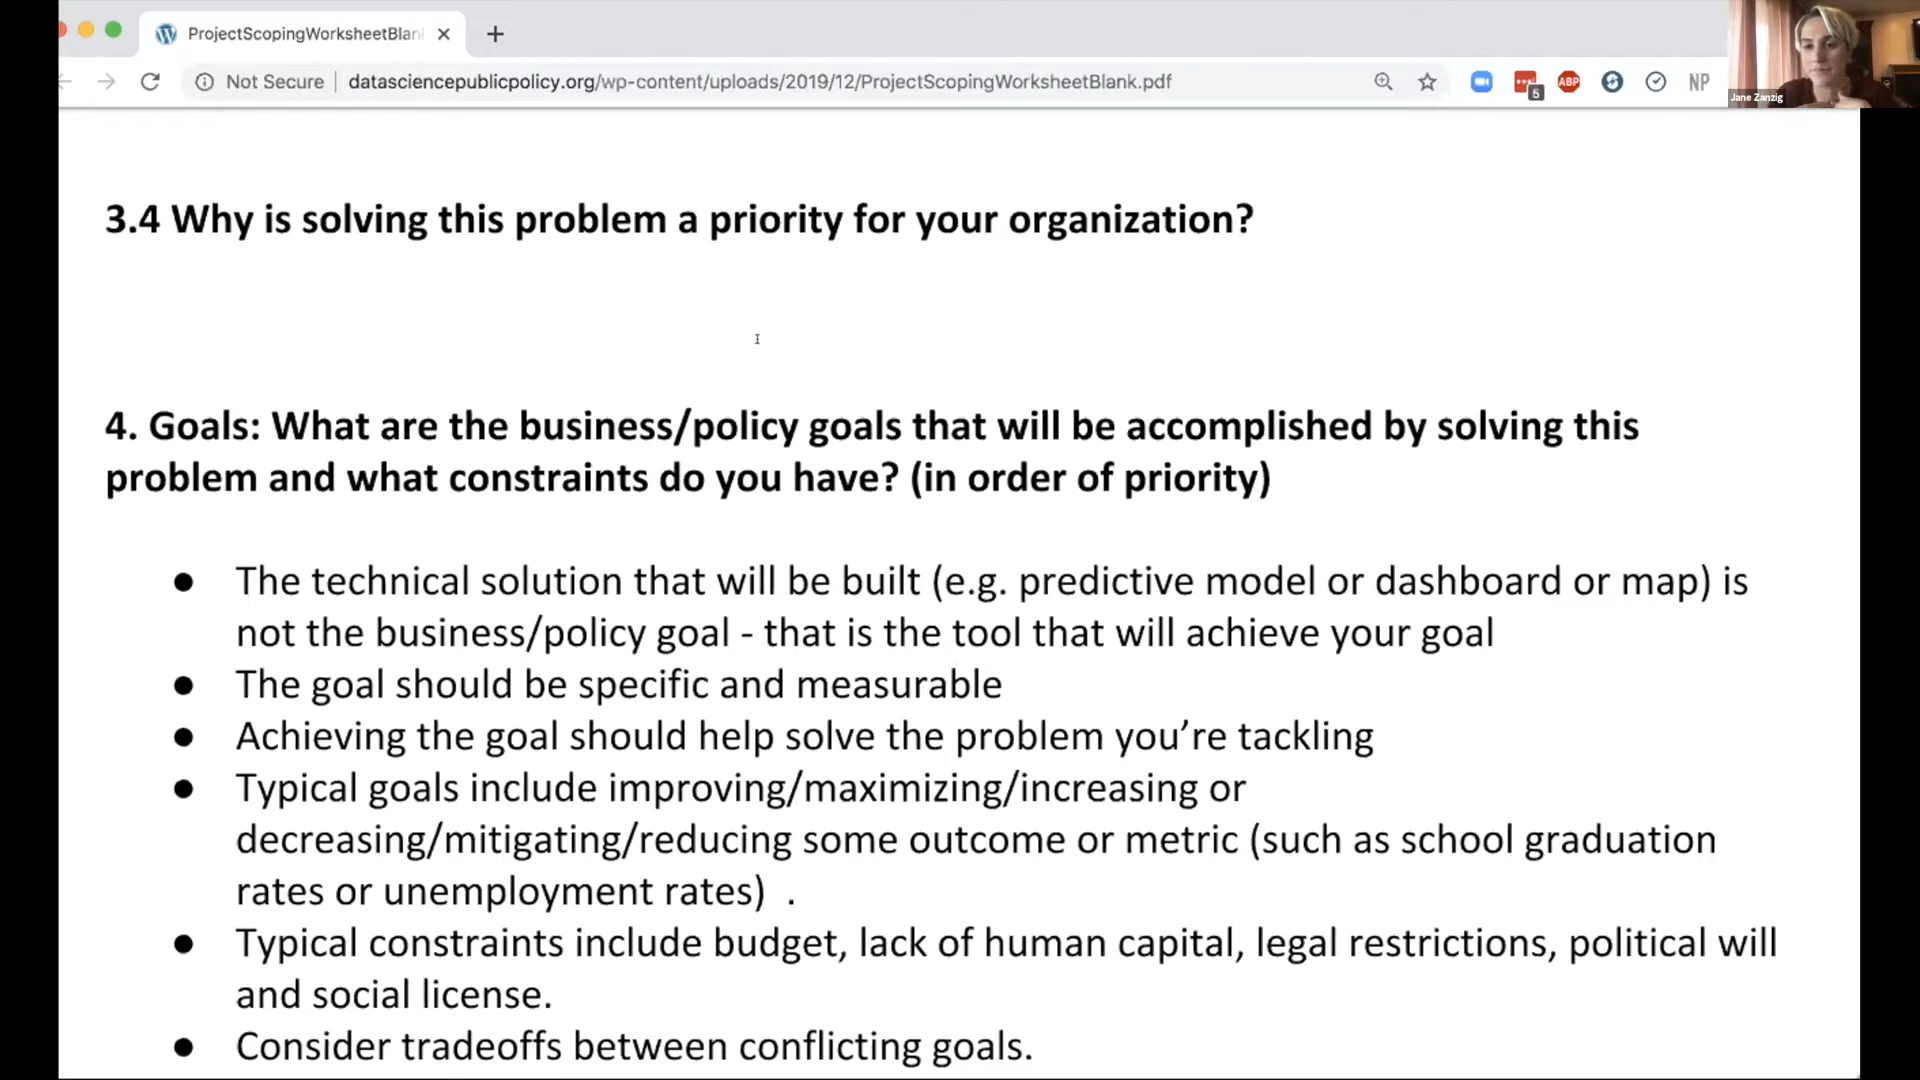 ProjectScopingWorksheetBlan
Not Secure | datasciencepublicpolicy.org/wp-content/uploads/2019/12/ProjectScopingWorksheetBlank.pdf
5
ABP
NP
Jane Zanzig
3.4 Why is solving this problem a priority for your organization?
4. Goals: What are the business/policy goals that will be accomplished by solving this
problem and what constraints do you have? (in order of priority)
● The technical solution that will be built (e.g. predictive model or dashboard or map) is
not the business/policy goal - that is the tool that will achieve your goal
● The goal should be specific and measurable
● Achieving the goal should help solve the problem you’re tackling
● Typical goals include improving/maximizing/increasing or
decreasing/mitigating/reducing some outcome or metric (such as school graduation
rates or unemployment rates) .
● Typical constraints include budget, lack of human capital, legal restrictions, political will
and social license.
● Consider tradeoffs between conflicting goals.